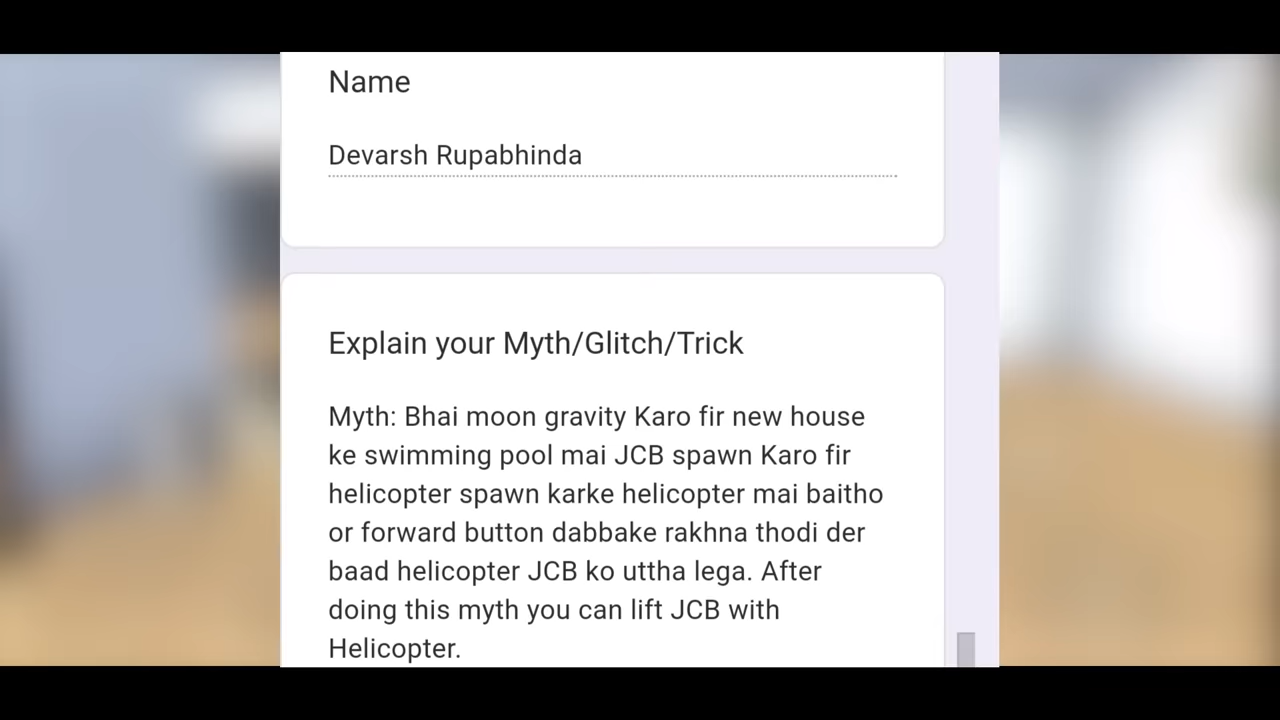 Name
Devarsh Rupabhinda
Explain your Myth/Glitch/Trick
Myth: Bhai moon gravity Karo fir new house
ke swimming pool mai JCB spawn Karo fir
helicopter spawn karke helicopter mai baitho
or forward button dabbake rakhna thodi der
baad helicopter JCB ko uttha lega. After
doing this myth you can lift JCB with
Helicopter.